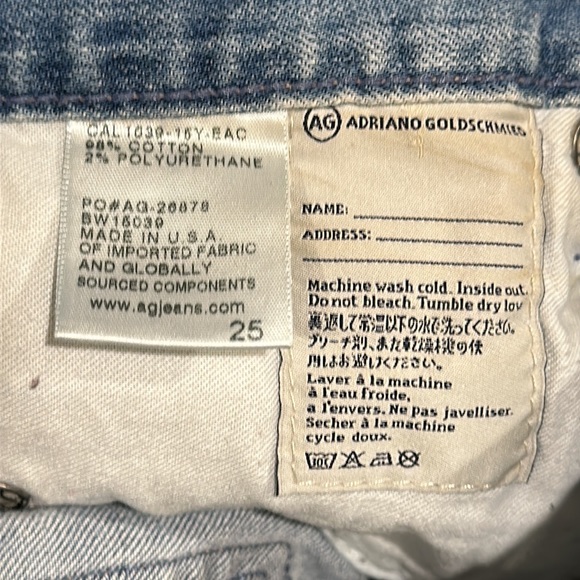 CAL1039-15Y-EAC
98% COTTON
2% POLYURETHANE
PO#AG-26878
BW15039
MADE IN U.S.A
OF IMPORTED FABRIC
AND GLOBALLY
SOURCED COMPONENTS
www.agjeans.com
25
AG ADRIANO GOLDSCHMIED
NAME:
ADDRESS:
Machine wash cold. Inside out.
Do not bleach. Tumble dry low
裏返して常温以下の水で洗ってください。
ブリーチ剤、また乾燥機の使
用はお避けください。
Laver à la machine
à l'eau froide,
a l'envers. Ne pas javelliser.
Secher à la machine
cycle doux.